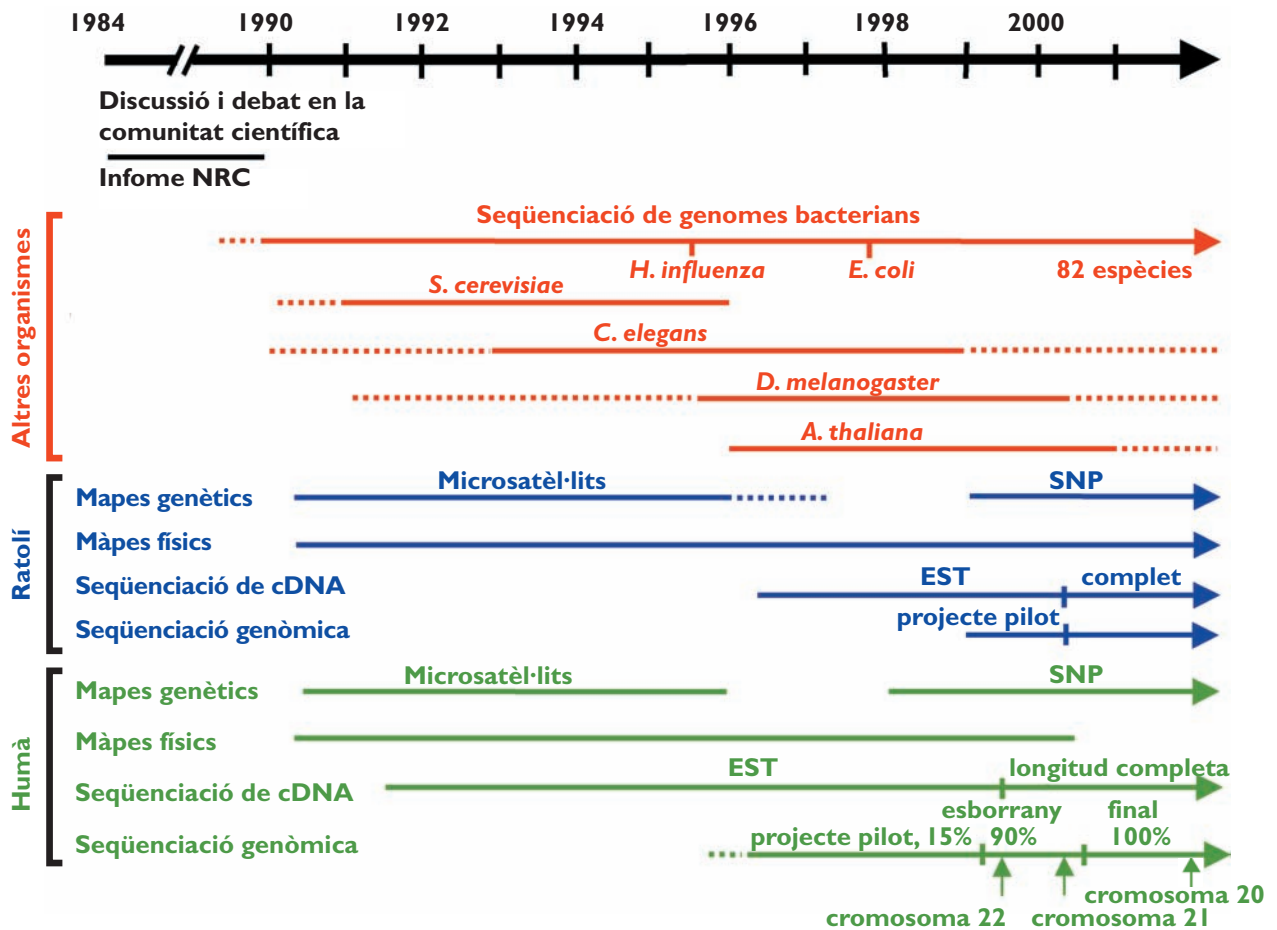 1984 1990 1992 1994 1996 1998 2000
Discussió i debat en la
comunitat científica
Infome NRC
Altres organismes
Seqüenciació de genomes bacterians
H. influenza E. coli 82 espècies
S. cerevisiae
C. elegans
D. melanogaster
A. thaliana
Ratolí
Mapes genètics Microsatèl·lits SNP
Màpes físics
Seqüenciació de cDNA EST complet
Seqüenciació genòmica projecte pilot
Humà
Mapes genètics Microsatèl·lits SNP
Màpes físics
Seqüenciació de cDNA EST longitud completa
Seqüenciació genòmica projecte pilot, 15% esborrany 90% final 100%
cromosoma 22 cromosoma 21 cromosoma 20